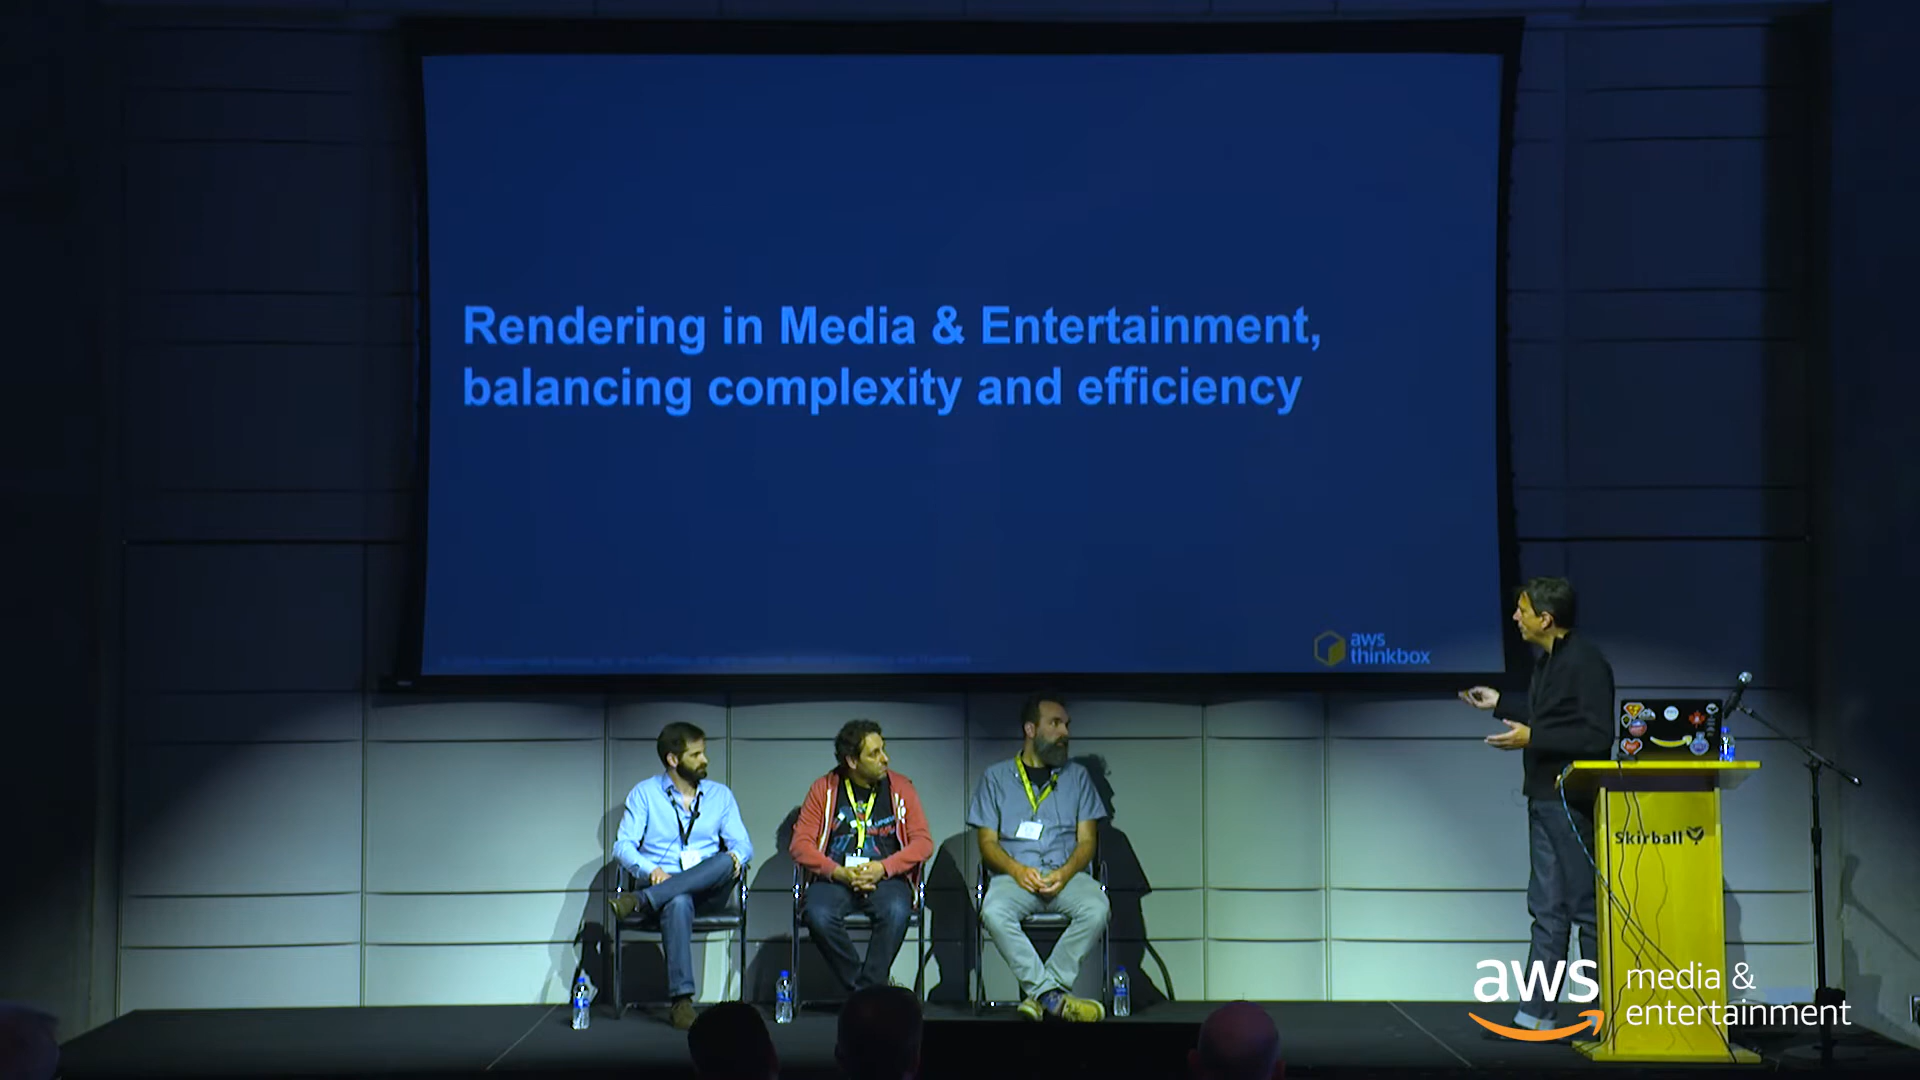 Rendering in Media & Entertainment,
balancing complexity and efficiency
aws
thinkbox
Skirball
aws
media &
entertainment